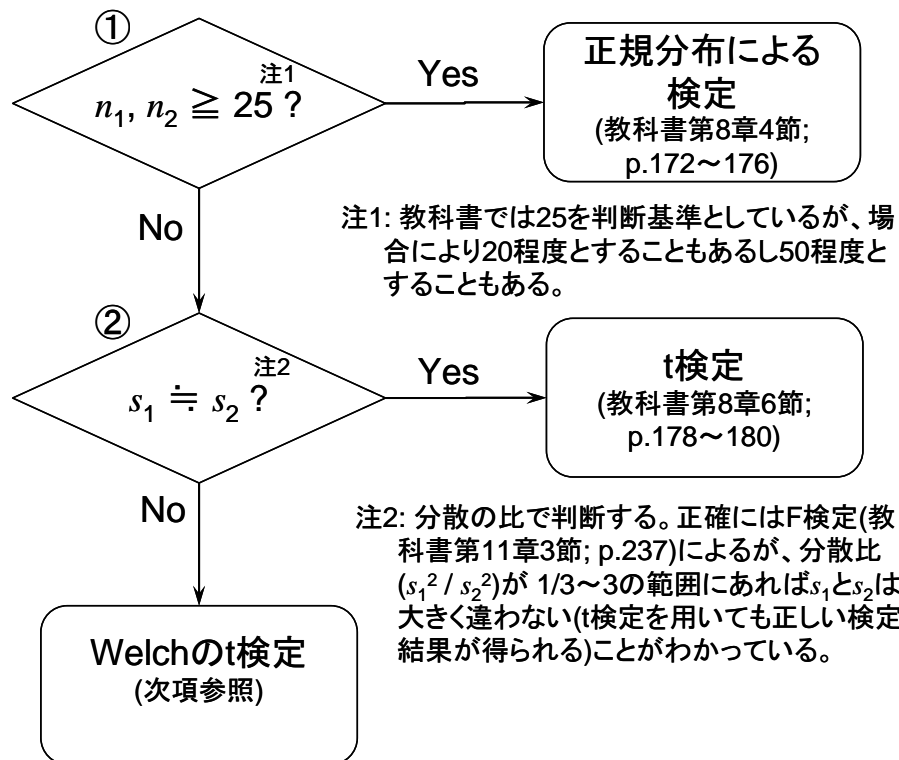 ①
注1
n₁, n₂ ≧ 25 ?
Yes
正規分布による
検定
(教科書第8章4節;
p.172～176)
No
注1: 教科書では25を判断基準としているが、場
合により20程度とすることもあるし50程度と
することもある。
②
注2
s₁ ≒ s₂ ?
Yes
t検定
(教科書第8章6節;
p.178～180)
No
注2: 分散の比で判断する。正確にはF検定(教
科書第11章3節; p.237)によるが、分散比
(s₁² / s₂²)が 1/3～3の範囲にあればs₁とs₂は
大きく違わない(t検定を用いても正しい検定
結果が得られる)ことがわかっている。
Welchのt検定
(次項参照)